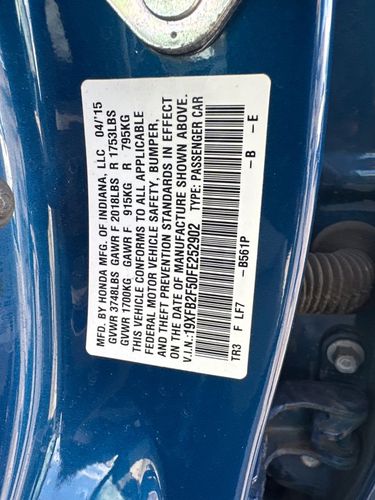 MFD. BY HONDA MFG. OF INDIANA, LLC 04/'15
GVWR 3748LBS GAWR F 2018LBS R 1753LBS
GVWR 1700KG GAWR F 915KG R 795KG
THIS VEHICLE CONFORMS TO ALL APPLICABLE
FEDERAL MOTOR VEHICLE SAFETY, BUMPER,
AND THEFT PREVENTION STANDARDS IN EFFECT
ON THE DATE OF MANUFACTURE SHOWN ABOVE.
V.I.N.:19XFB2F50FE252902 TYPE: PASSENGER CAR
TR3 F LF7 -B561P -B -E